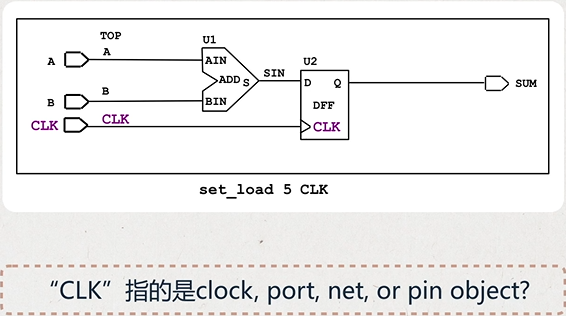 TOP
U1
A
A
AIN
ADD
S
SIN
U2
D
Q
SUM
B
B
BIN
DFF
CLK
CLK
CLK
set_load 5 CLK
“CLK”指的是clock, port, net, or pin object?